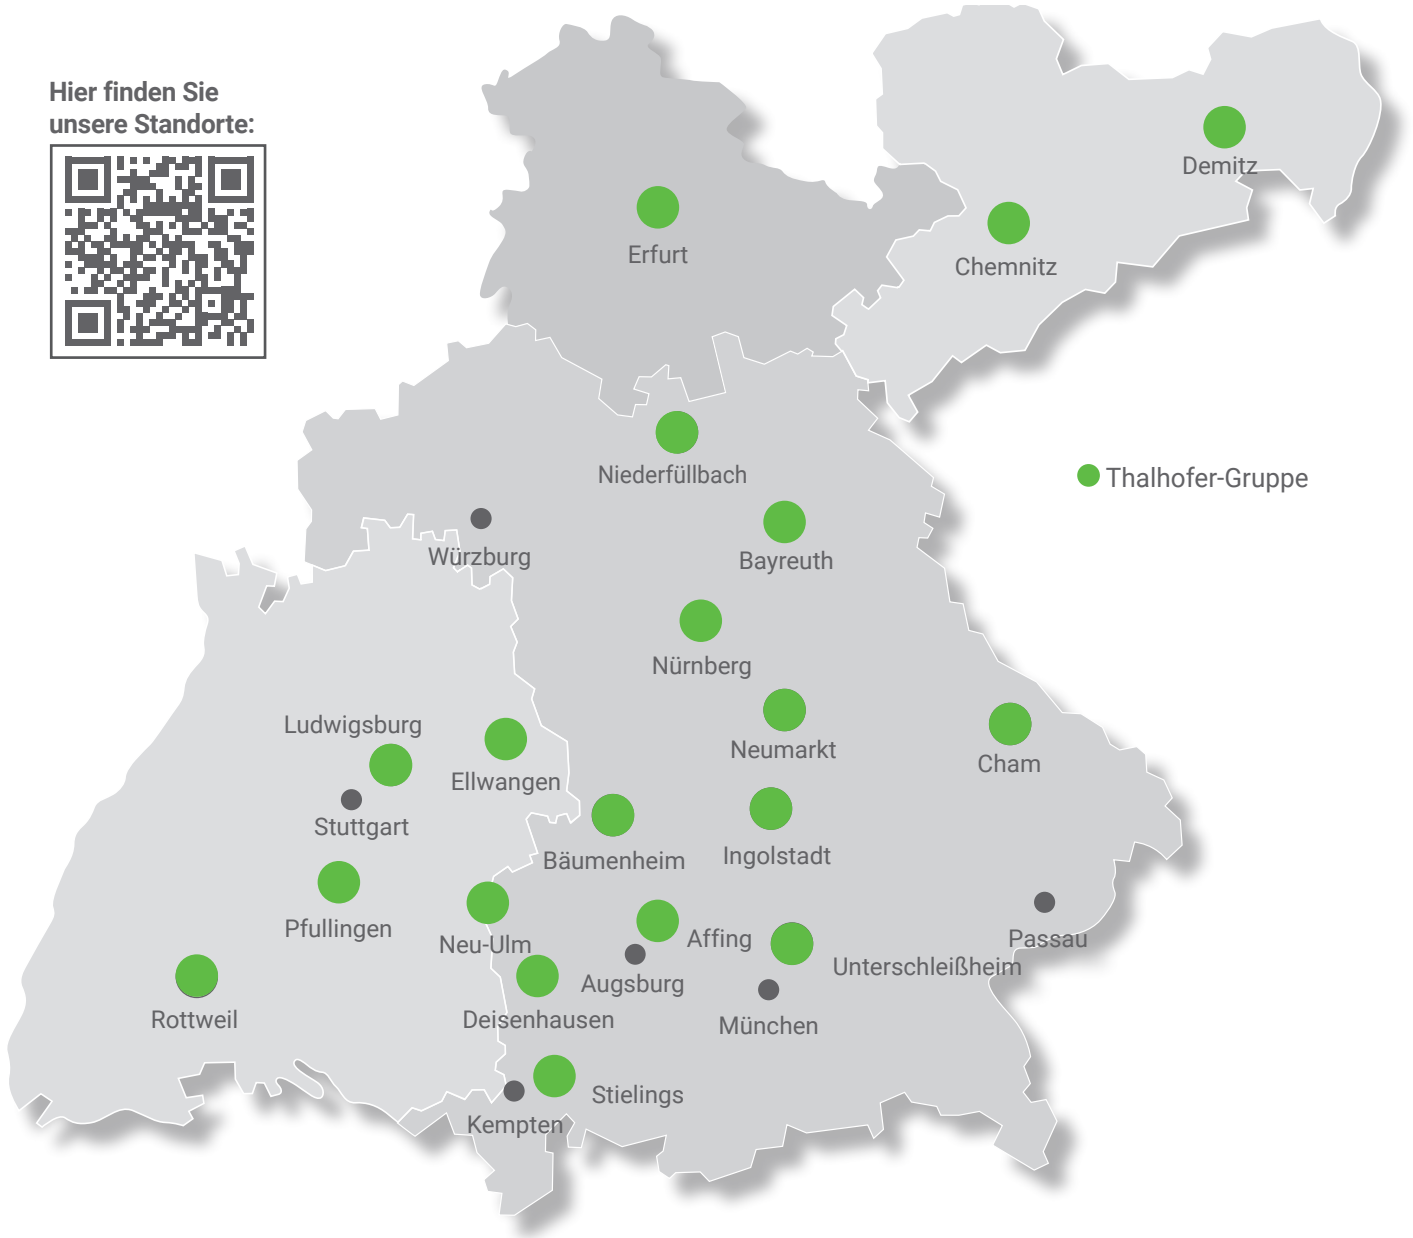 Hier finden Sie
unsere Standorte:
Demitz
Erfurt
Chemnitz
Niederfüllbach
Thalhofer-Gruppe
Würzburg
Bayreuth
Nürnberg
Ludwigsburg
Neumarkt
Cham
Ellwangen
Stuttgart
Bäumenheim
Ingolstadt
Pfullingen
Neu-Ulm
Affing
Passau
Unterschleißheim
Augsburg
Rottweil
Deisenhausen
München
Stielings
Kempten